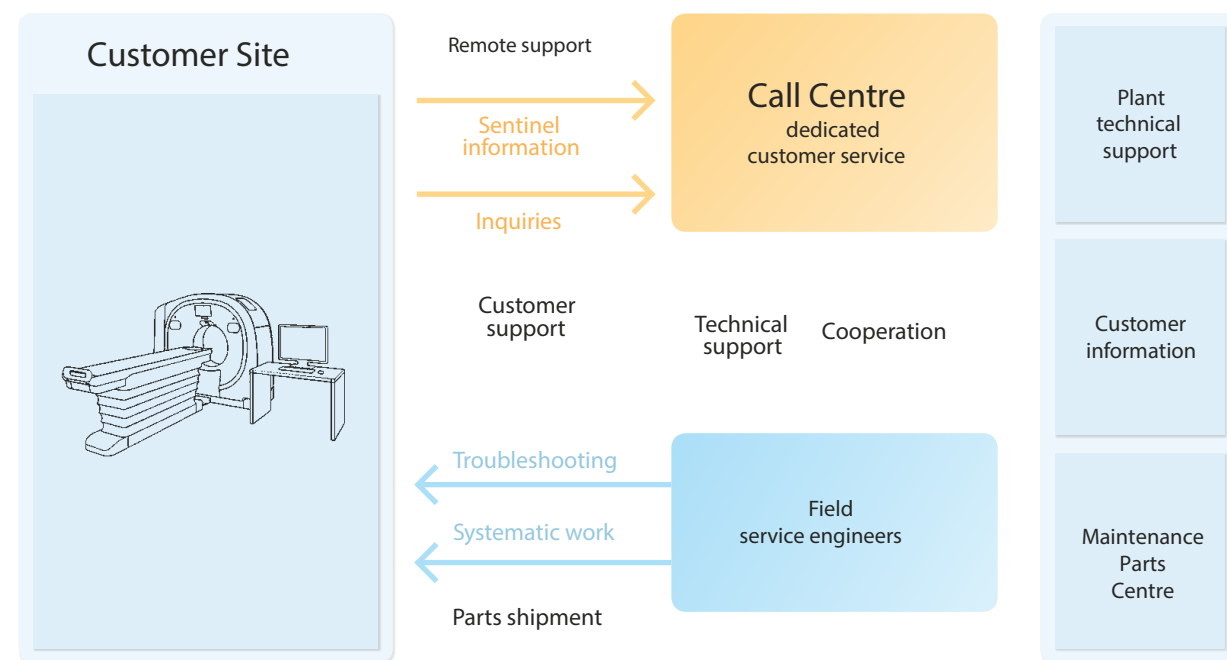 Customer Site
Remote support
Sentinel
information
Inquiries
Call Centre
dedicated
customer service
Plant
technical
support
Customer
support
Technical
support
Cooperation
Customer
information
Troubleshooting
Systematic work
Parts shipment
Field
service engineers
Maintenance
Parts
Centre